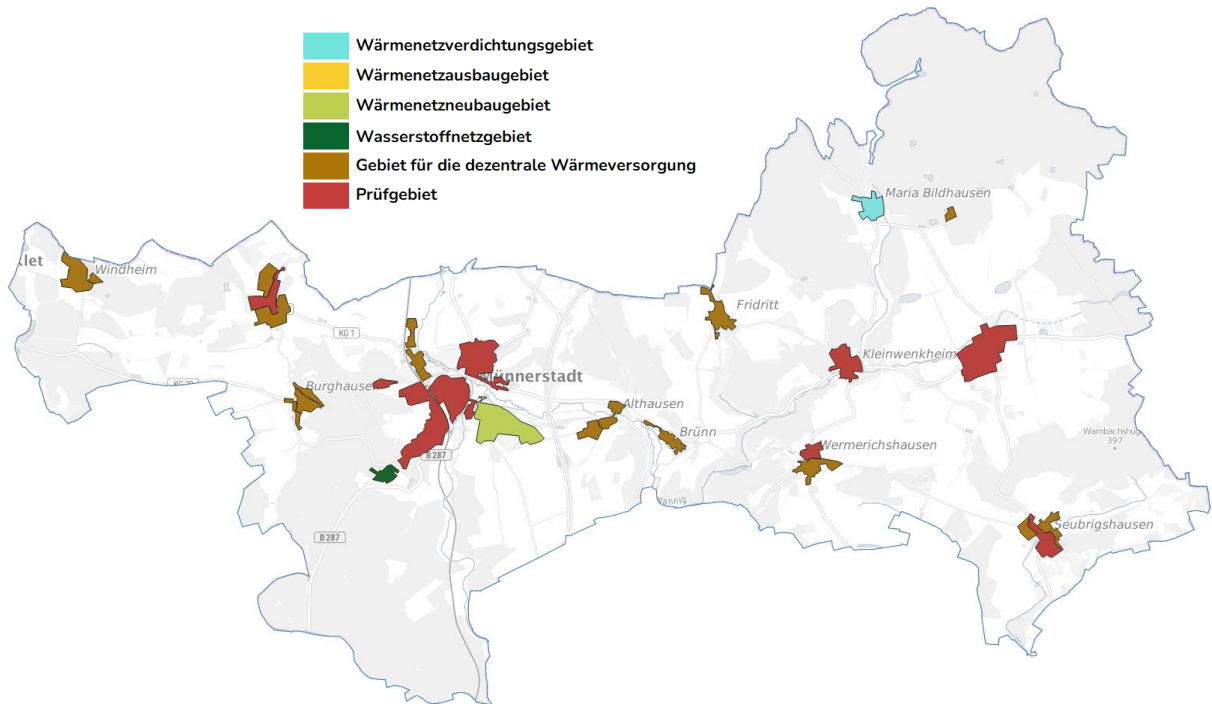 Wärmenetzverdichtungsgebiet
Wärmenetzausbaugebiet
Wärmenetzneubaugebiet
Wasserstoffnetzgebiet
Gebiet für die dezentrale Wärmeversorgung
Prüfgebiet
Maria Bildhausen
Windheim
Fridritt
KG 1
Kleinwenkheim
Münnerstadt
Burghausen
Althausen
Brünn
Wermerichshausen
397
B 287
Seubrigshausen
B 287